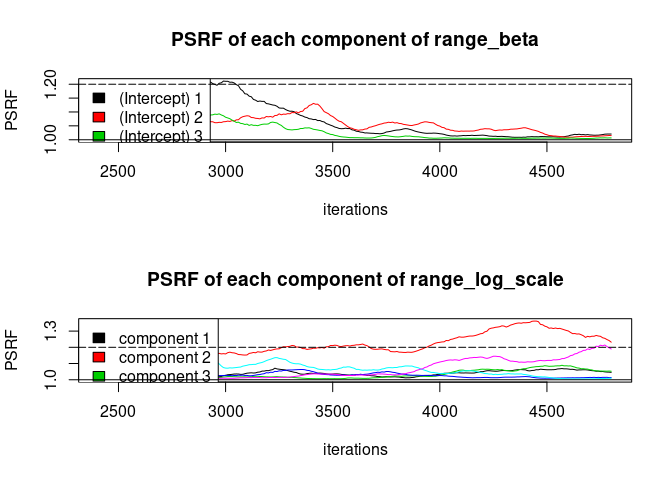 PSRF of each component of range_beta
PSRF
1.00
1.20
(Intercept) 1
(Intercept) 2
(Intercept) 3
2500 3000 3500 4000 4500
iterations
PSRF of each component of range_log_scale
PSRF
1.0
1.3
component 1
component 2
component 3
2500 3000 3500 4000 4500
iterations